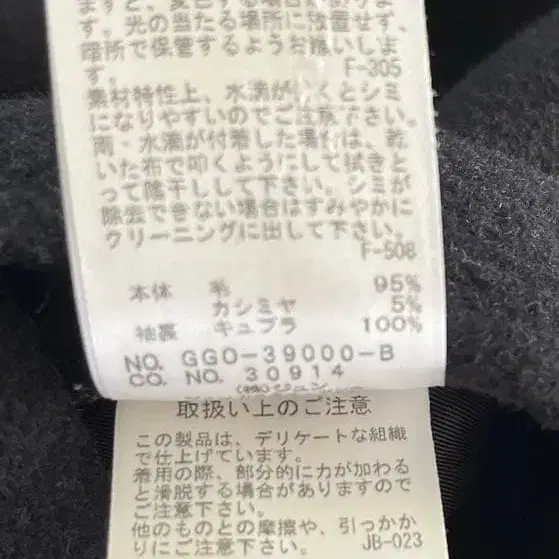 ますと、変色する場合があります。
す。光の当たる場所に放置せず、
暗所で保管するようお願いしま
す。
F-305
素材特性上、水滴がつくとシミ
になりやすいのでご注意下さい。
雨・水滴が付着した場合は、乾
いた布で叩くようにして拭きと
って陰干しして下さい。シミが
除去できない場合はすみやかに
クリーニングに出して下さい。
F-508
本体 毛 95%
カシミヤ 5%
袖裏 キュプラ 100%
NO. GGO-39000-B
CO. NO. 30914
(株)ジュン
取扱い上のご注意
この製品は、デリケートな組織
で仕上げています。
着用の際、部分的に力が加わる
と滑脱する場合がありますので
ご注意下さい。
他のものとの摩擦や、引っかか
りにご注意下さい。 JB-023